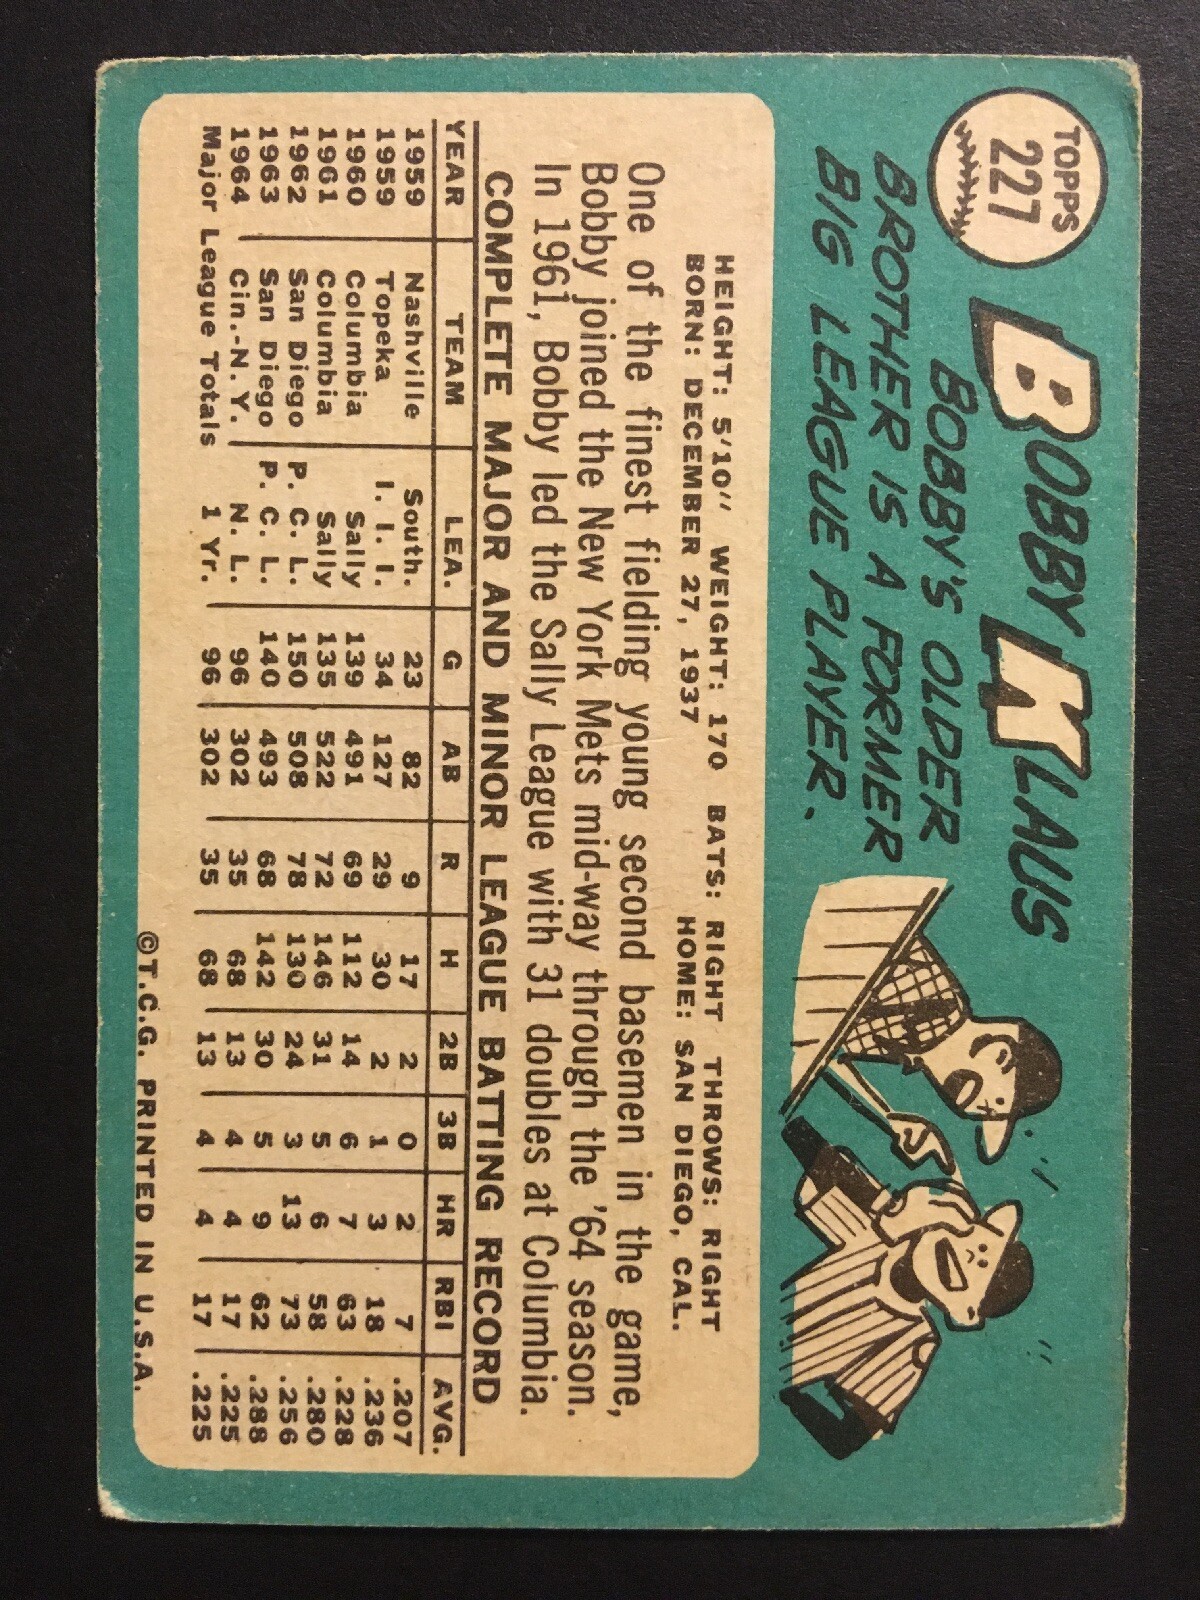 TOPPS
227
BOBBY KLAUS
BOBBY'S OLDER
BROTHER IS A FORMER
BIG LEAGUE PLAYER.
HEIGHT: 5'10" WEIGHT: 170 BATS: RIGHT THROWS: RIGHT
BORN: DECEMBER 27, 1937 HOME: SAN DIEGO, CAL.
One of the finest fielding young second basemen in the game,
Bobby joined the New York Mets mid-way through the '64 season.
In 1961, Bobby led the Sally League with 31 doubles at Columbia.
COMPLETE MAJOR AND MINOR LEAGUE BATTING RECORD
YEAR TEAM LEA. G AB R H 2B 3B HR RBI AVG.
1959 Nashville South. 23 82 9 17 2 0 2 7 .207
1959 Topeka I. I. I. 34 127 29 30 2 1 3 18 .236
1960 Columbia Sally 139 491 69 112 14 6 7 63 .228
1961 Columbia Sally 135 522 72 146 31 5 6 58 .280
1962 San Diego P. C. L. 150 508 78 130 24 3 13 73 .256
1963 San Diego P. C. L. 140 493 68 142 30 5 9 62 .288
1964 Cin.-N. Y. N. L. 96 302 35 68 13 4 4 17 .225
Major League Totals 1 Yr. 96 302 35 68 13 4 4 17 .225
©T.C.G. PRINTED IN U.S.A.